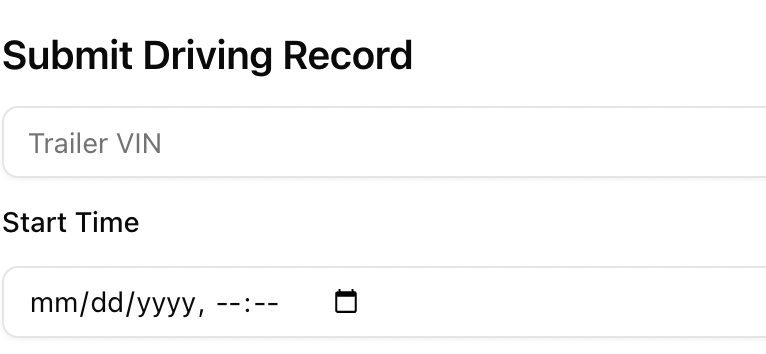 Submit Driving Record
Trailer VIN
Start Time
mm/dd/yyyy, --:--